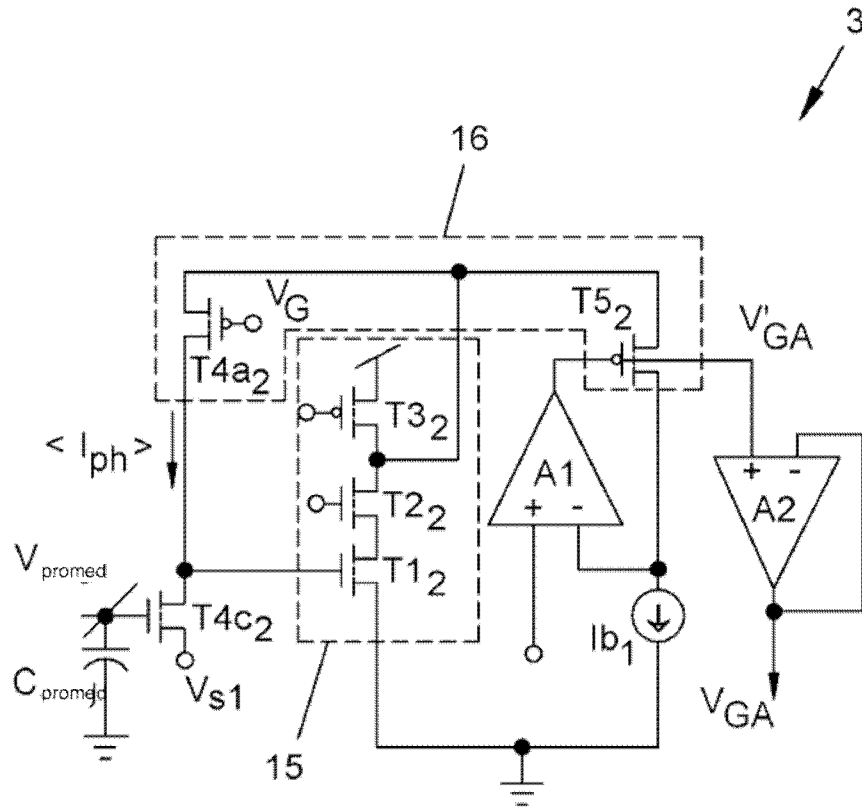 3
16
V_G
T5_2
V'_GA
T4a_2
< I_ph >
T3_2
A1
+ -
+ -
A2
T2_2
V_promed
T1_2
T4c_2
Ib_1
C_promed
V_s1
V_GA
15